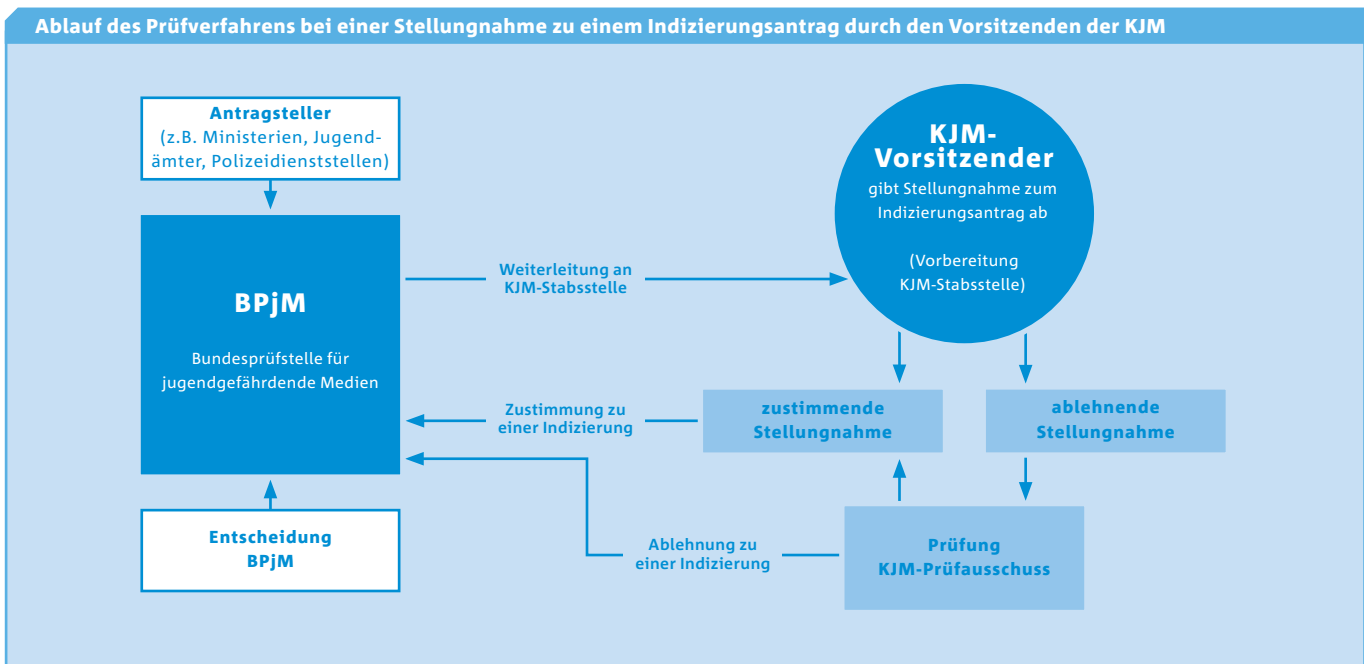 Ablauf des Prüfverfahrens bei einer Stellungnahme zu einem Indizierungsantrag durch den Vorsitzenden der KJM
Antragsteller
(z.B. Ministerien, Jugend-
ämter, Polizeidienststellen)
BPjM
Bundesprüfstelle für
jugendgefährdende Medien
Entscheidung
BPjM
Weiterleitung an
KJM-Stabsstelle
KJM-
Vorsitzender
gibt Stellungnahme zum
Indizierungsantrag ab
(Vorbereitung
KJM-Stabsstelle)
Zustimmung zu
einer Indizierung
zustimmende
Stellungnahme
ablehnende
Stellungnahme
Ablehnung zu
einer Indizierung
Prüfung
KJM-Prüfausschuss